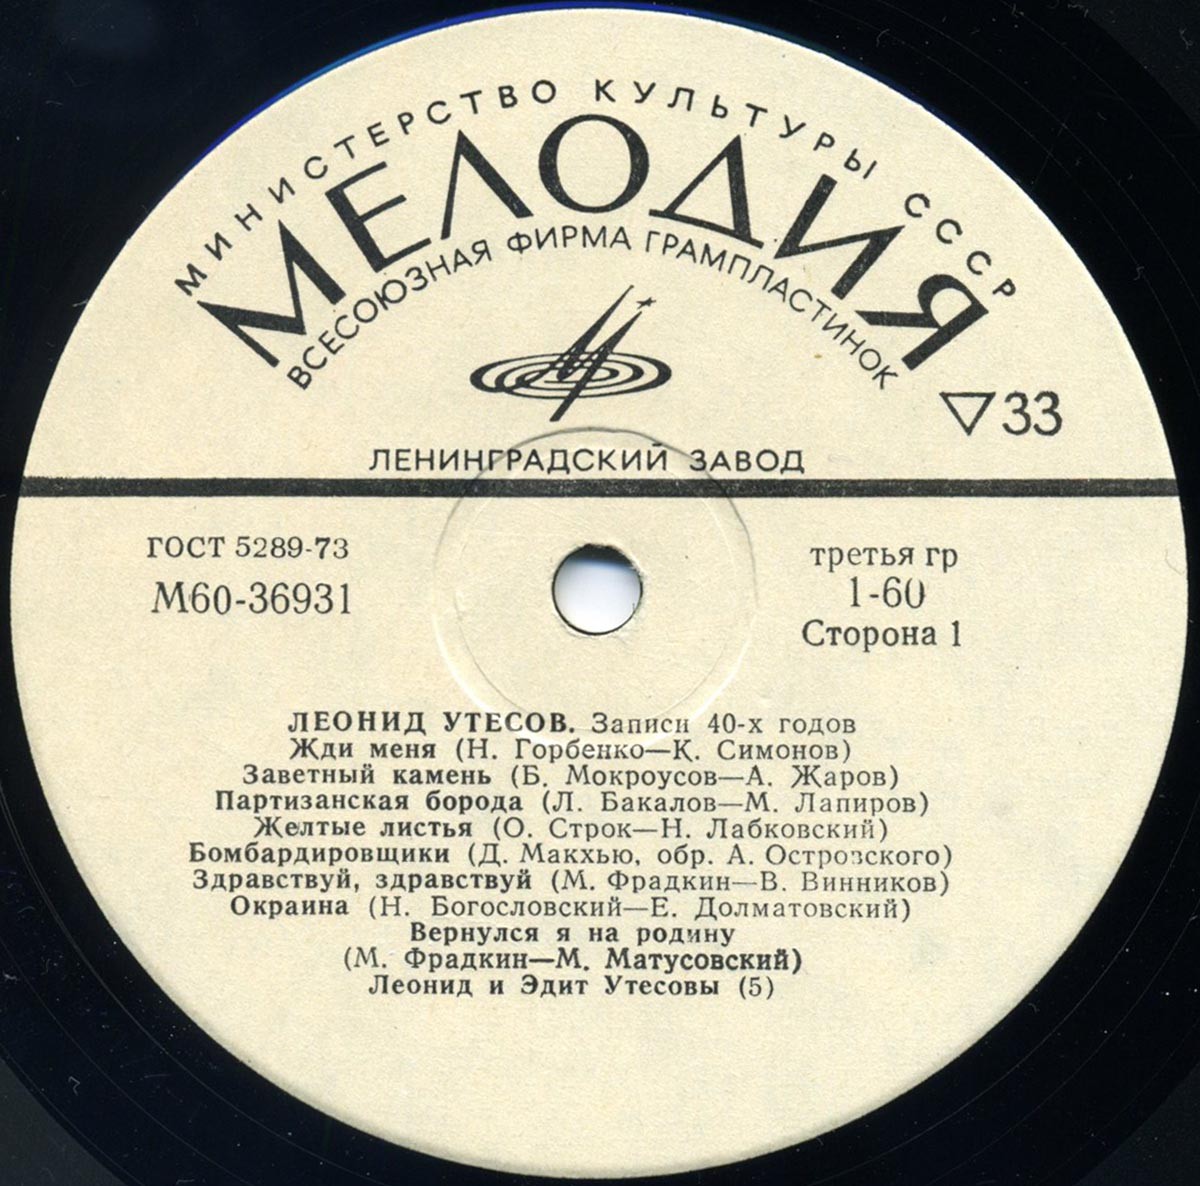 МИНИСТЕРСТВО КУЛЬТУРЫ СССР
МЕЛОДИЯ
ВСЕСОЮЗНАЯ ФИРМА ГРАМПЛАСТИНОК
▽33
ЛЕНИНГРАДСКИЙ ЗАВОД
ГОСТ 5289-73
М60-36931
третья гр
1-60
Сторона 1
ЛЕОНИД УТЕСОВ. Записи 40-х годов
Жди меня (Н. Горбенко—К. Симонов)
Заветный камень (Б. Мокроусов—А. Жаров)
Партизанская борода (Л. Бакалов—М. Лапиров)
Желтые листья (О. Строк—Н. Лабковский)
Бомбардировщики (Д. Макхью, обр. А. Островского)
Здравствуй, здравствуй (М. Фрадкин—В. Винников)
Окраина (Н. Богословский—Е. Долматовский)
Вернулся я на родину
(М. Фрадкин—М. Матусовский)
Леонид и Эдит Утесовы (5)